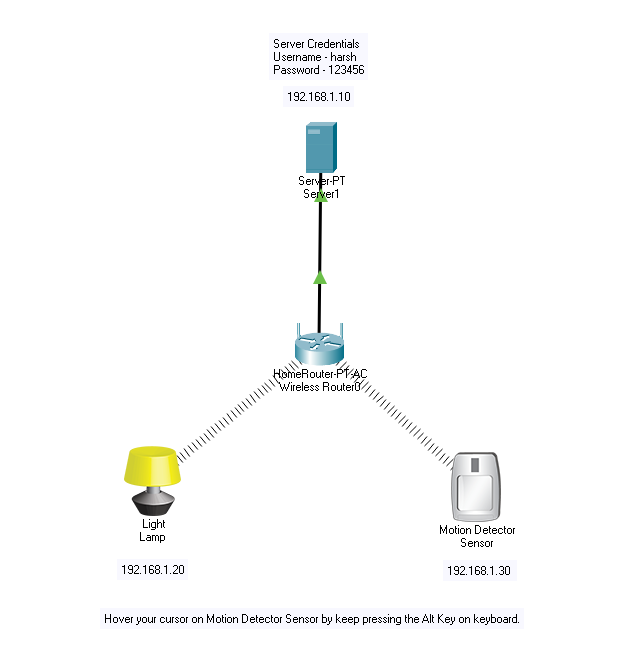 Server Credentials
Username - harsh
Password - 123456
192.168.1.10
Server-PT
Server1
HomeRouter-PT-AC
Wireless Router0
Light
Lamp
192.168.1.20
Motion Detector
Sensor
192.168.1.30
Hover your cursor on Motion Detector Sensor by keep pressing the Alt Key on keyboard.